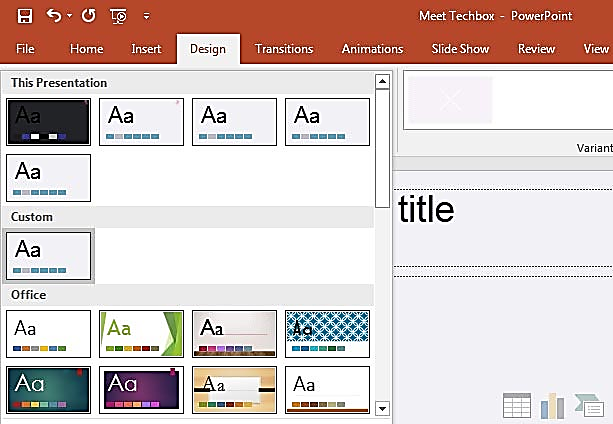 Meet Techbox - PowerPoint
File Home Insert Design Transitions Animations Slide Show Review View
This Presentation
Aa Aa Aa Aa
Aa
Custom
Aa
Office
Aa Aa Aa Aa
Aa Aa Aa Aa
Variant
title